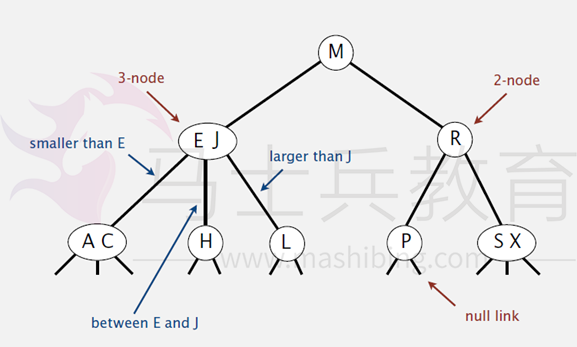 M
3-node
2-node
E J
R
smaller than E
larger than J
马士兵教育
A C
H
L
P
S X
www.mashibing.com
between E and J
null link